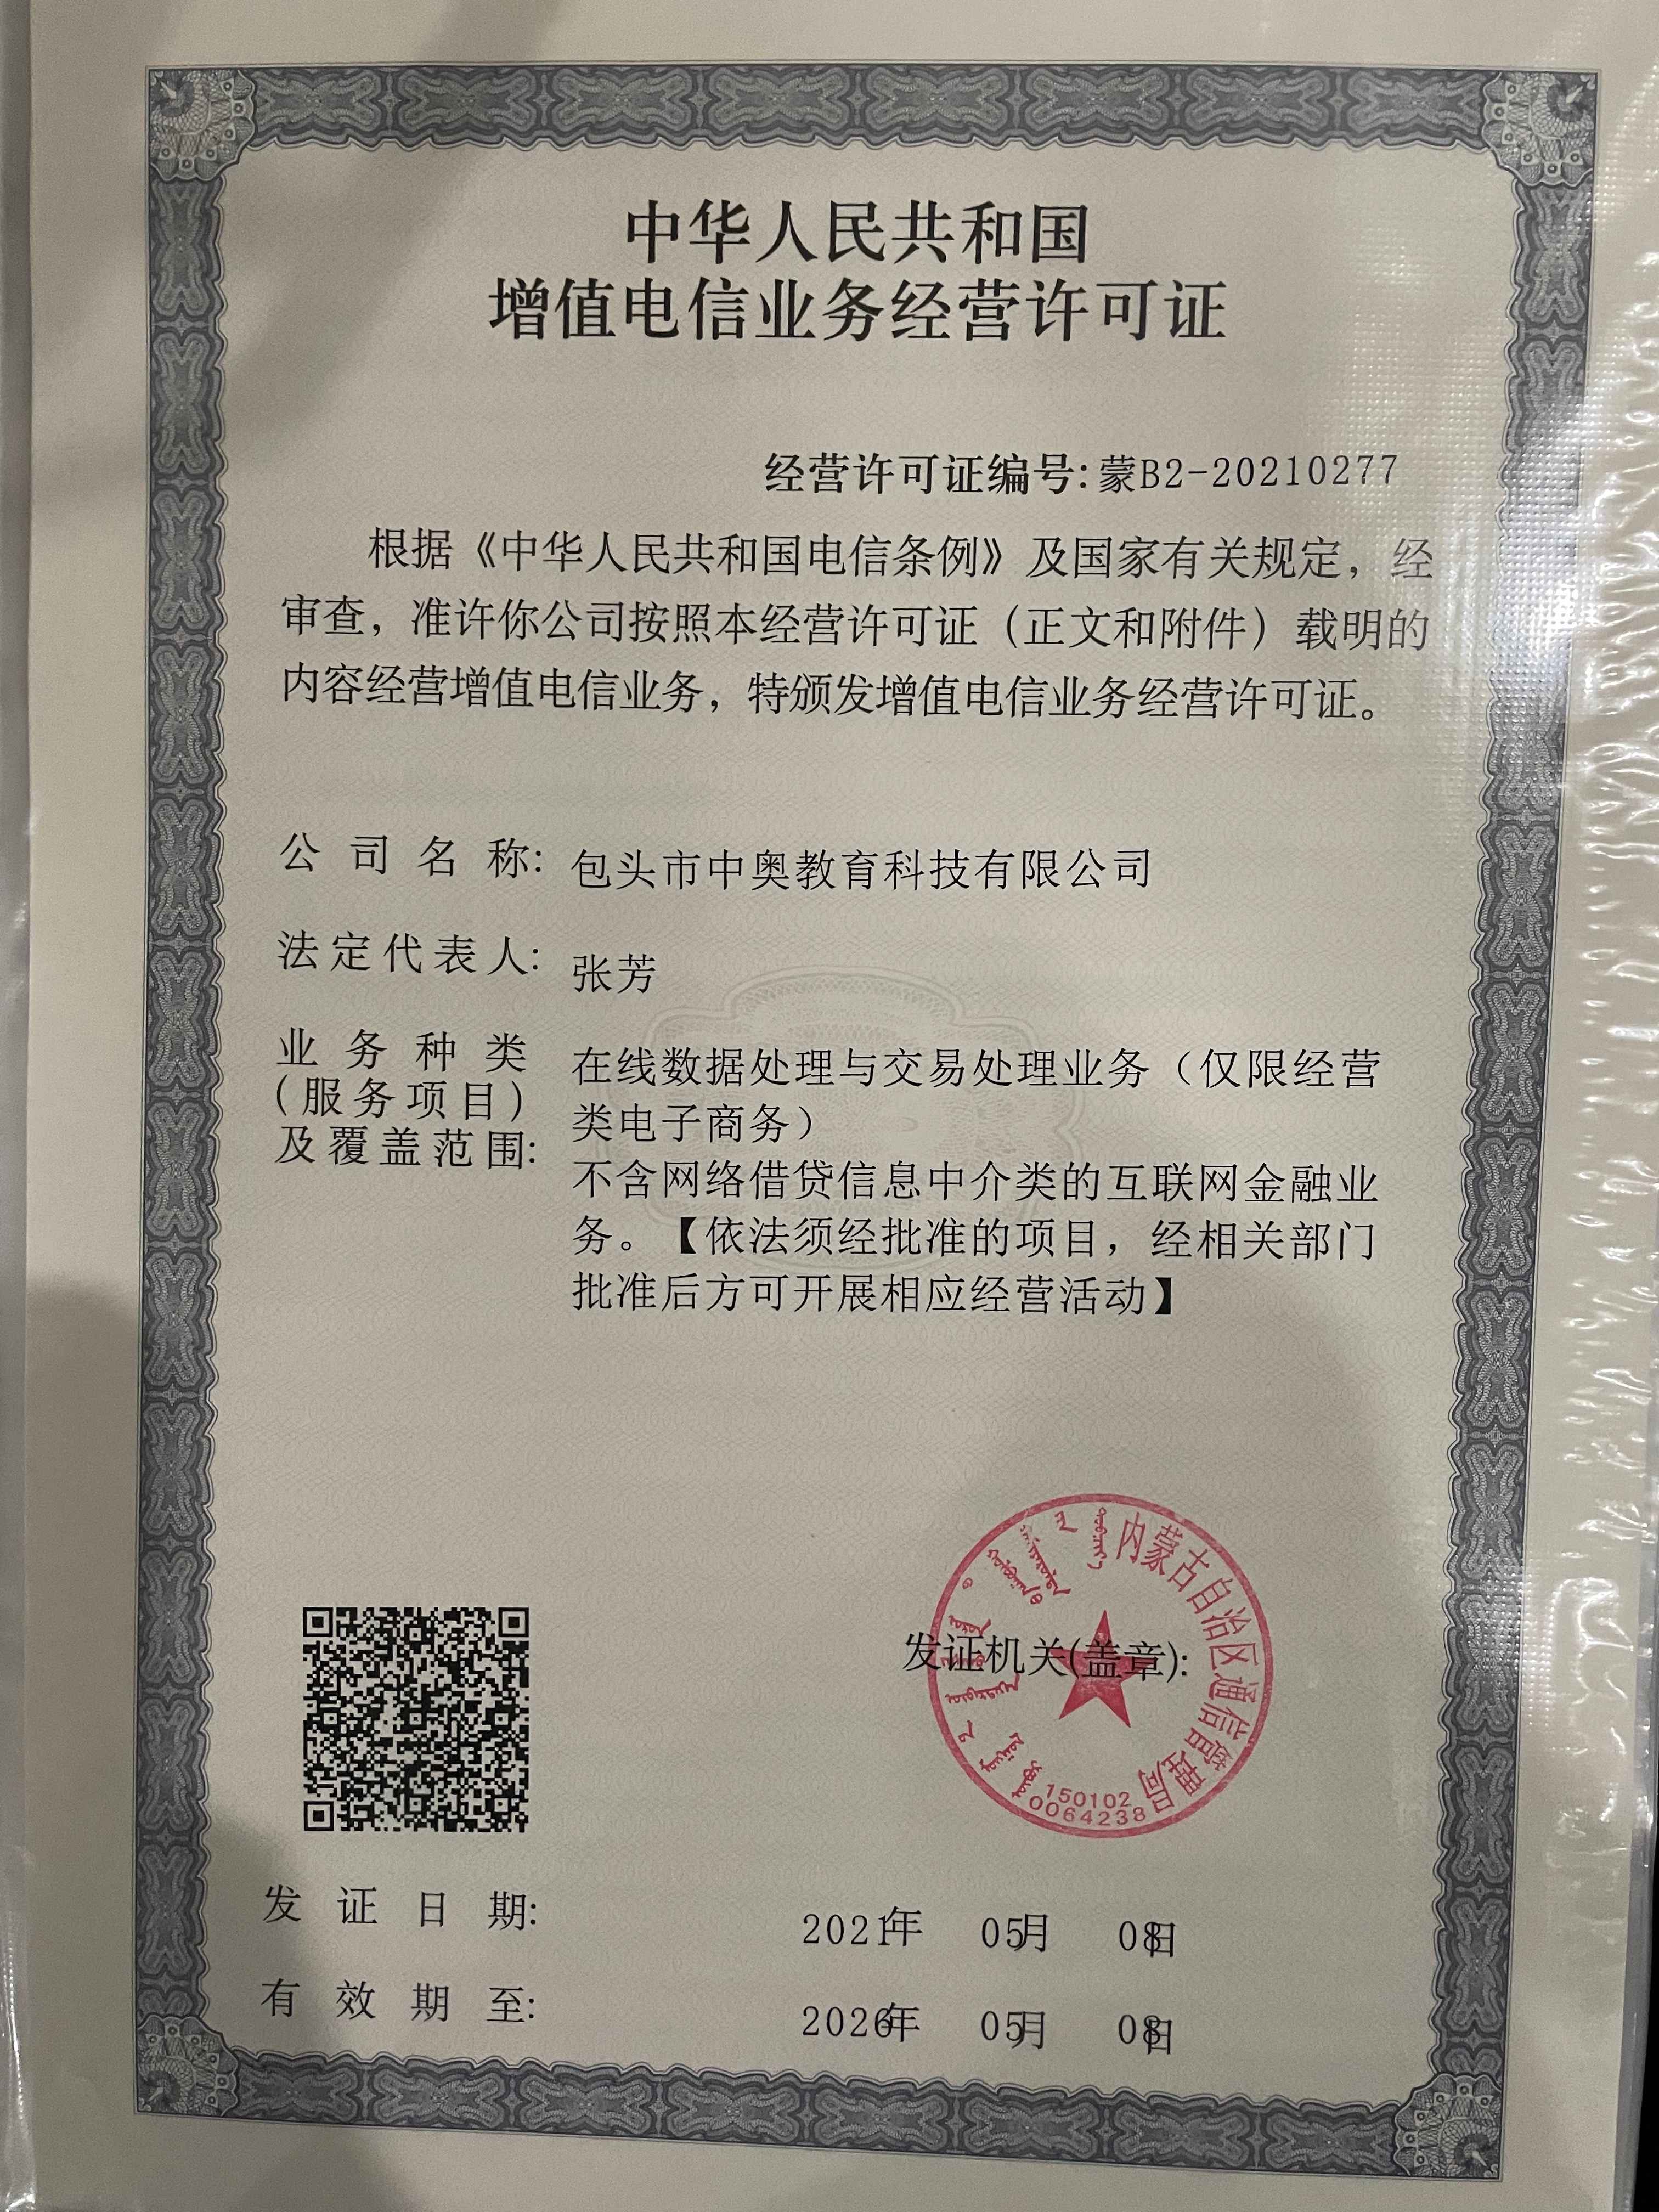 中华人民共和国
增值电信业务经营许可证
经营许可证编号:蒙B2-20210277
根据《中华人民共和国电信条例》及国家有关规定，经
审查，准许你公司按照本经营许可证（正文和附件）载明的
内容经营增值电信业务，特颁发增值电信业务经营许可证。
公司名称: 包头市中奥教育科技有限公司
法定代表人: 张芳
业务种类
(服务项目)
及覆盖范围:
在线数据处理与交易处理业务（仅限经营
类电子商务）
不含网络借贷信息中介类的互联网金融业
务。【依法须经批准的项目，经相关部门
批准后方可开展相应经营活动】
内蒙古自治区通信管理局
发证机关(盖章):
150102
0064238
发证日期: 2021年 05月 08日
有效期至: 2026年 05月 08日